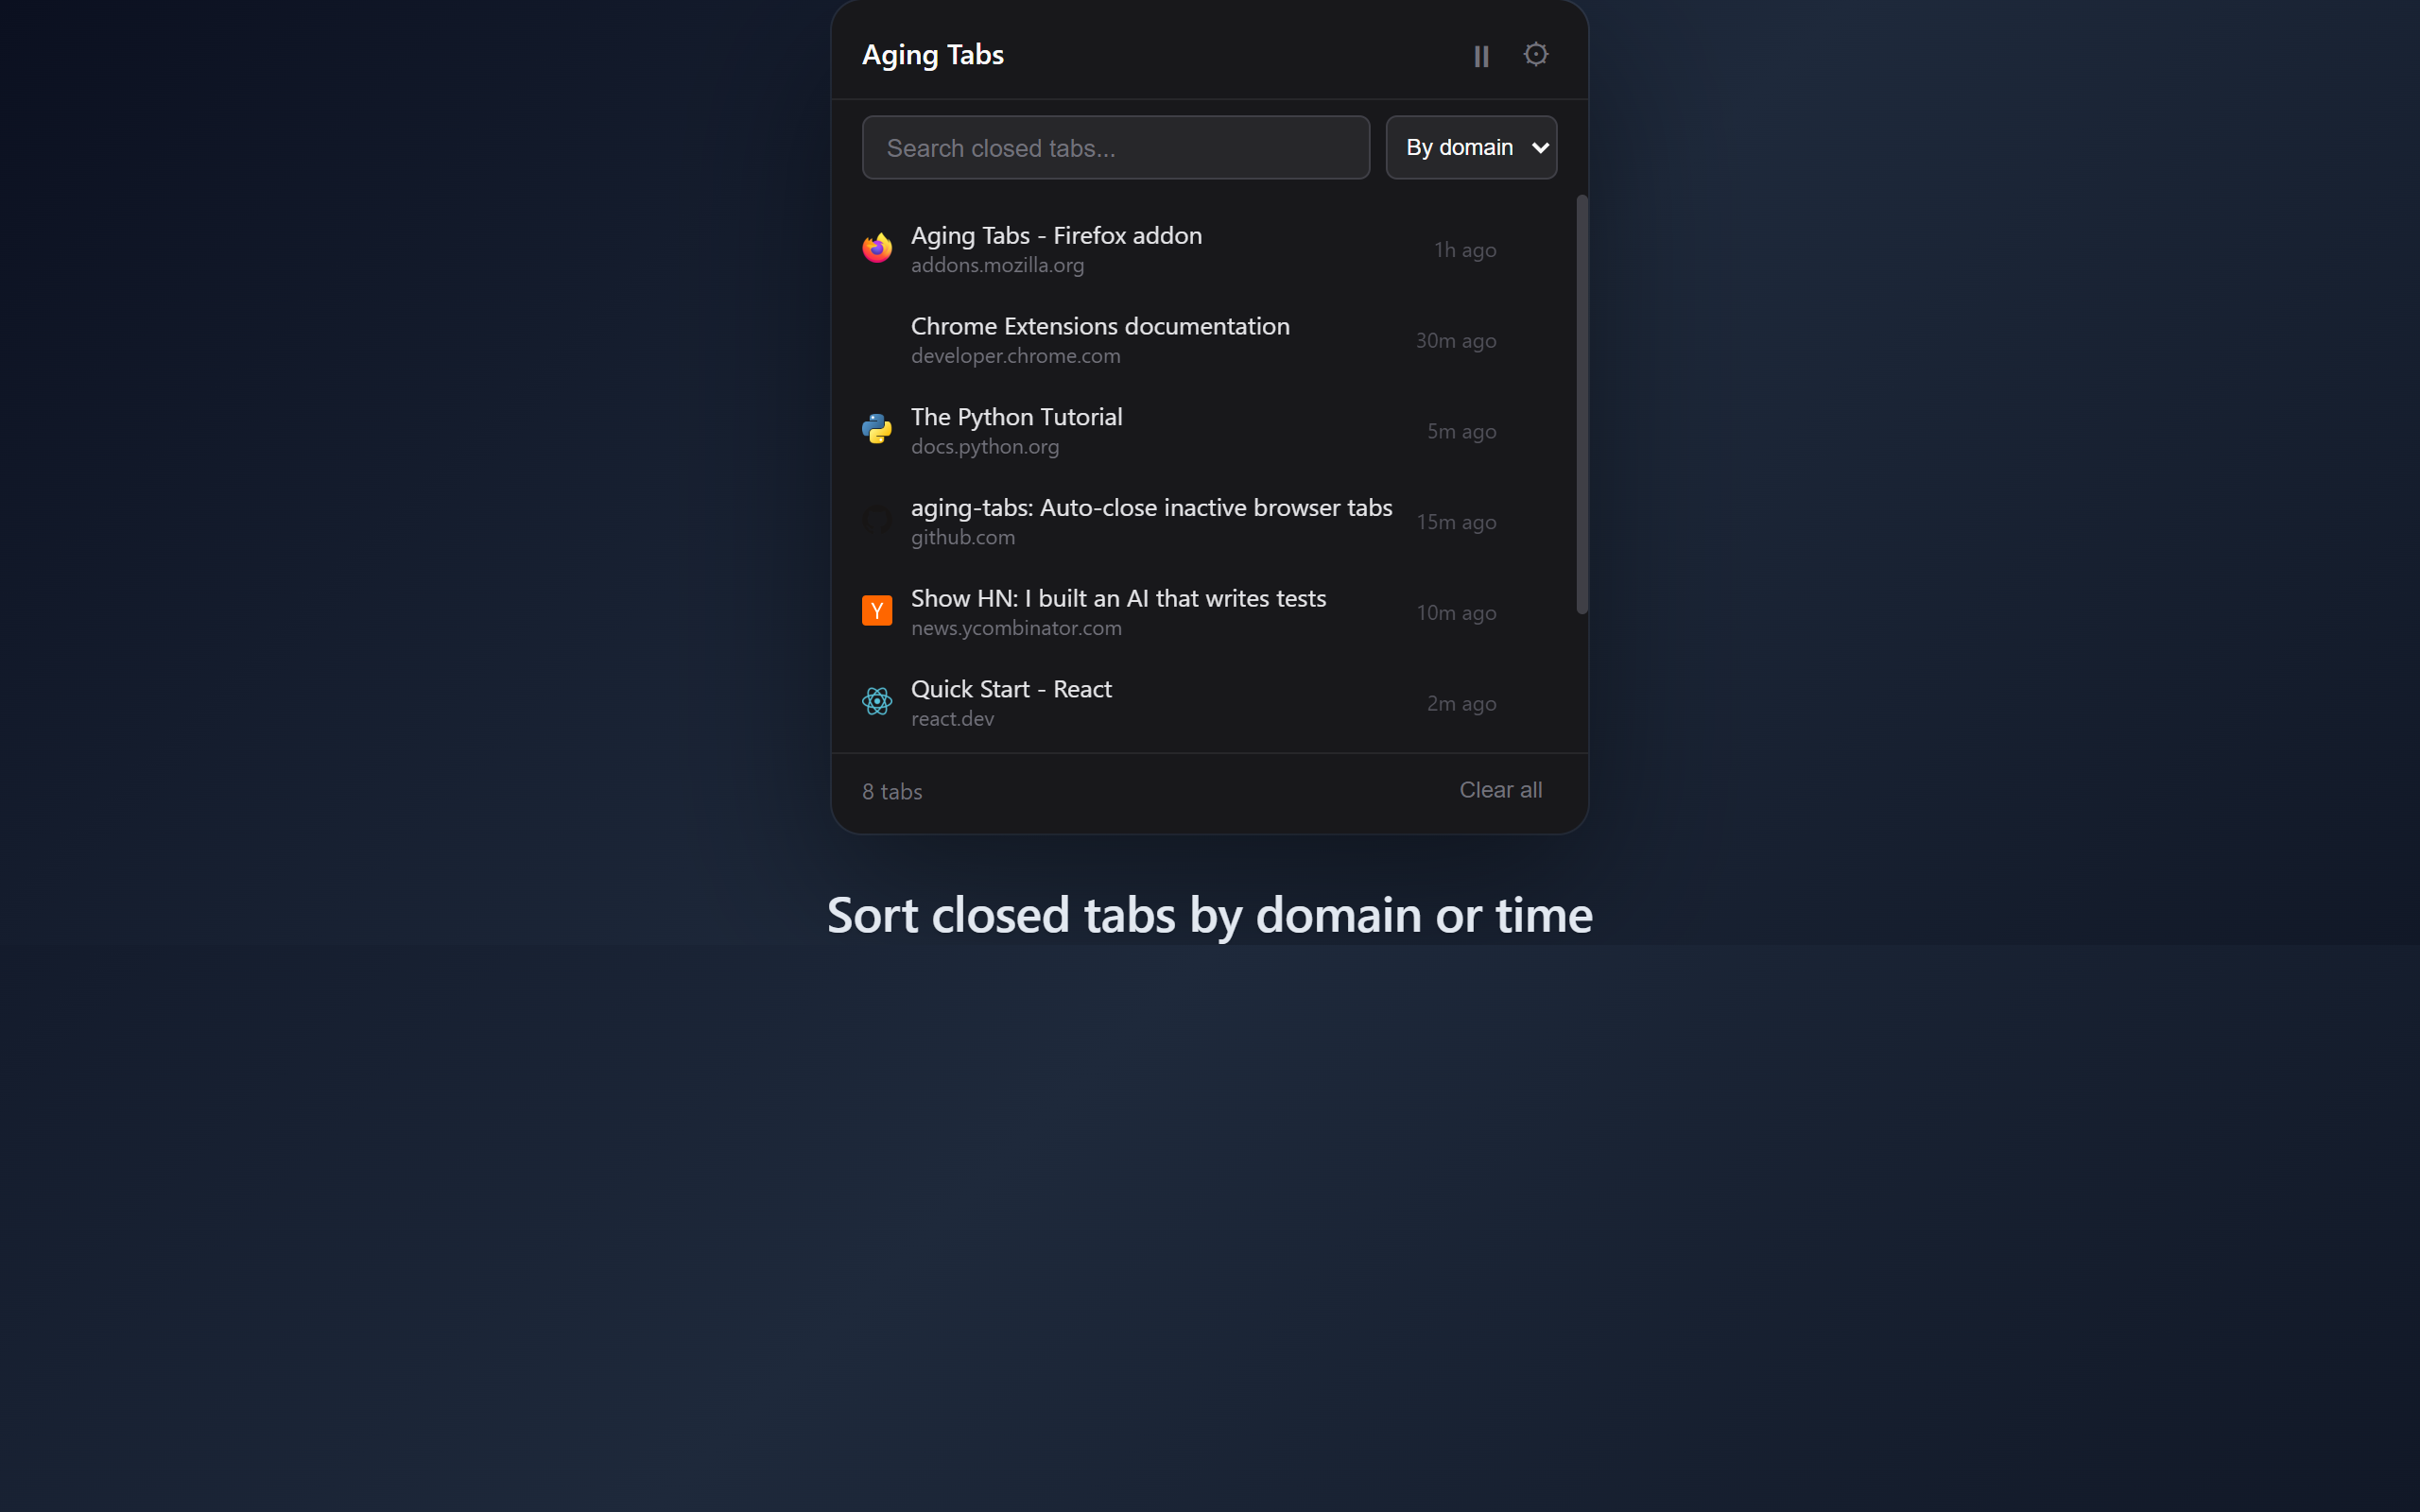 Aging Tabs
Search closed tabs...
By domain
Aging Tabs - Firefox addon
addons.mozilla.org
1h ago
Chrome Extensions documentation
developer.chrome.com
30m ago
The Python Tutorial
docs.python.org
5m ago
aging-tabs: Auto-close inactive browser tabs
github.com
15m ago
Y
Show HN: I built an AI that writes tests
news.ycombinator.com
10m ago
Quick Start - React
react.dev
2m ago
8 tabs
Clear all
Sort closed tabs by domain or time